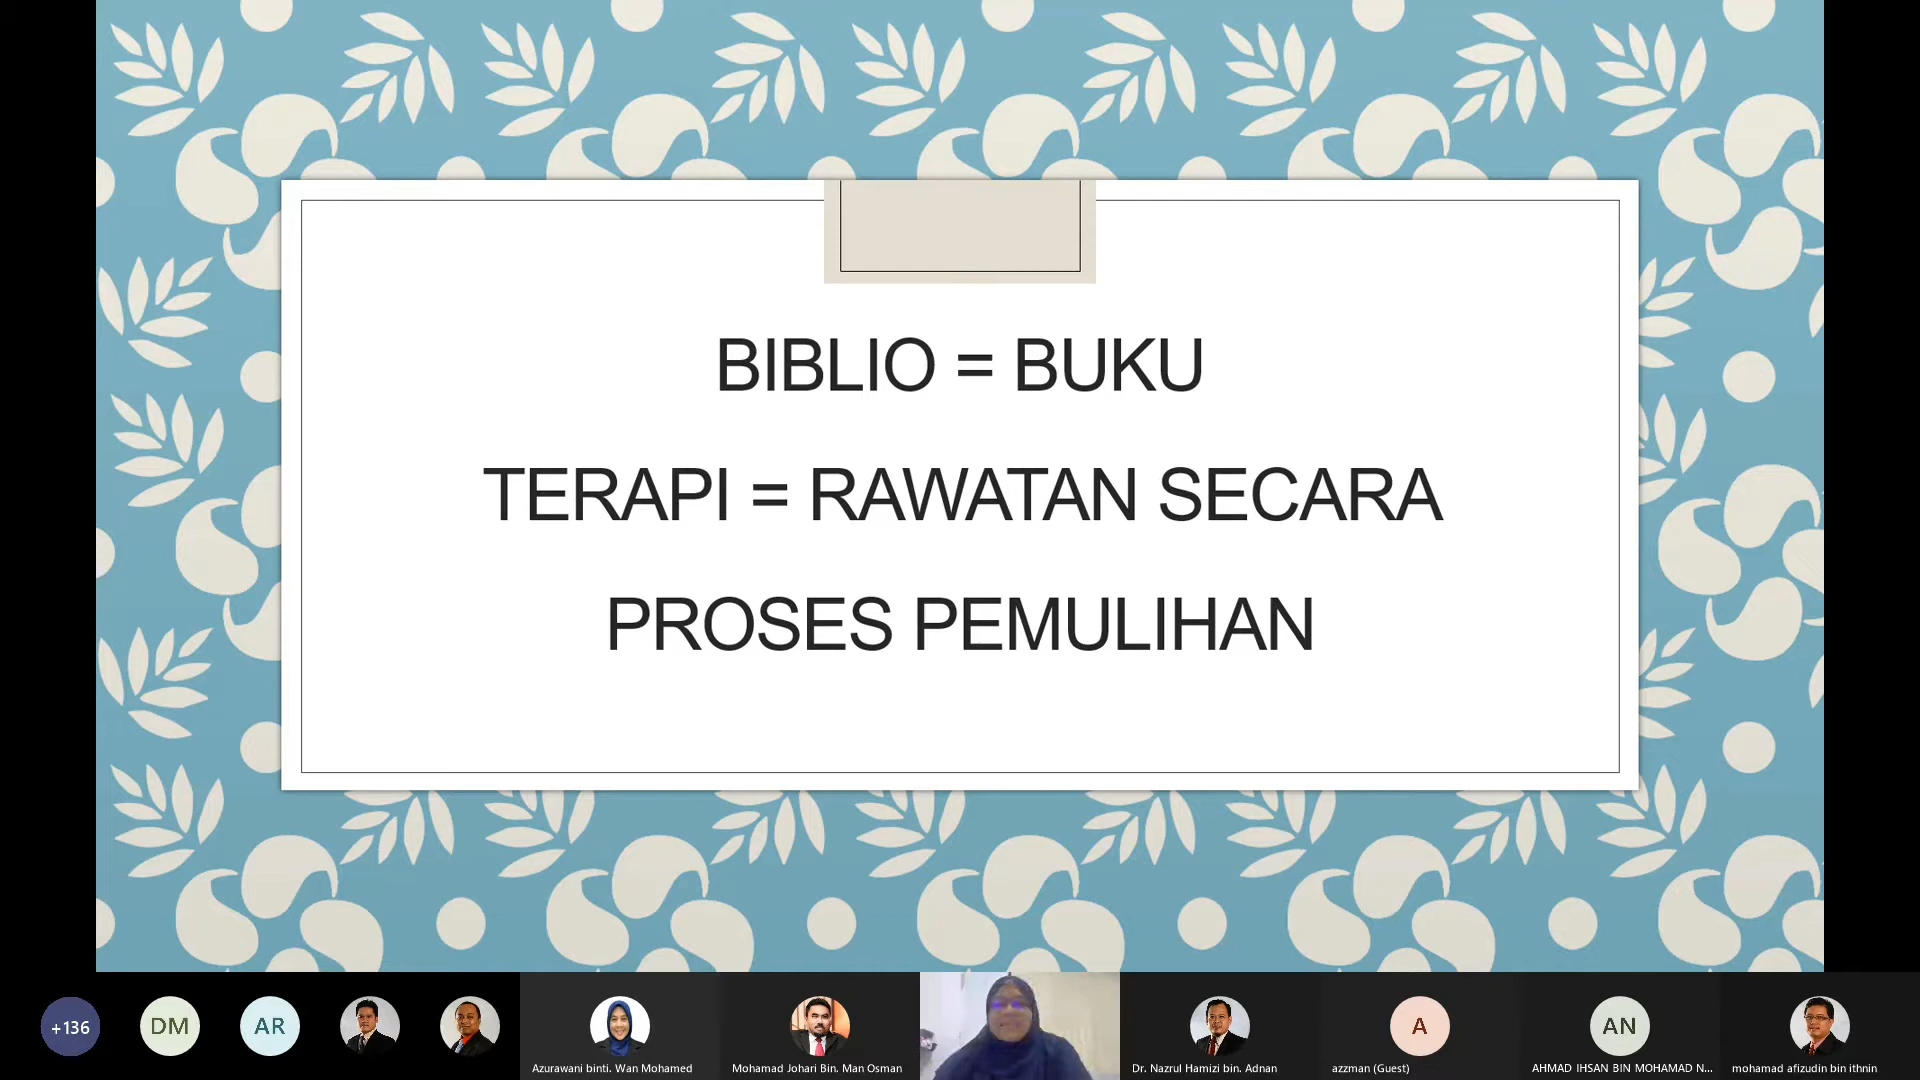 BIBLIO = BUKU
TERAPI = RAWATAN SECARA
PROSES PEMULIHAN
+136
DM
AR
Azurawani binti. Wan Mohamed
Mohamad Johari Bin. Man Osman
Dr. Nazrul Hamizi bin. Adnan
A
azzman (Guest)
AN
AHMAD IHSAN BIN MOHAMAD N...
mohamad afizudin bin ithnin